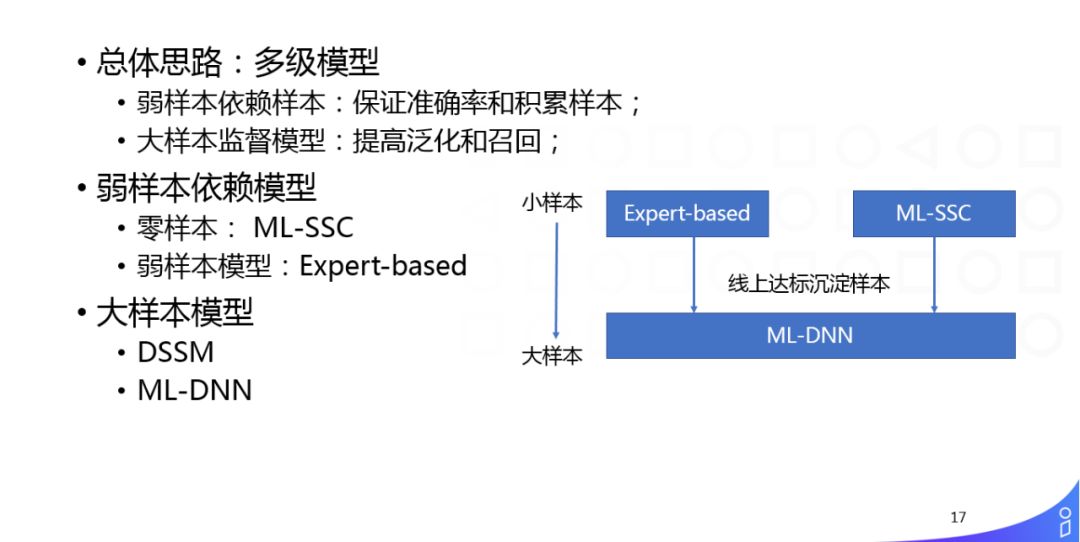 • 总体思路：多级模型
• 弱样本依赖样本：保证准确率和积累样本；
• 大样本监督模型：提高泛化和召回；
• 弱样本依赖模型
• 零样本： ML-SSC
• 弱样本模型：Expert-based
• 大样本模型
• DSSM
• ML-DNN
小样本
Expert-based
ML-SSC
线上达标沉淀样本
ML-DNN
大样本
17